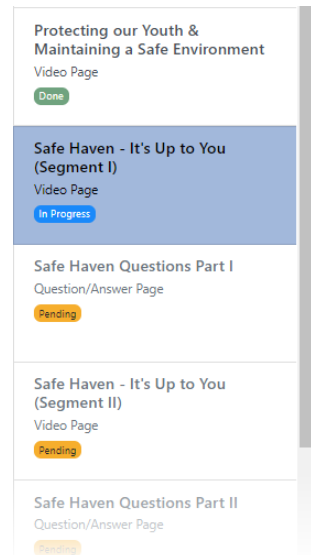 Protecting our Youth &
Maintaining a Safe Environment
Video Page
Done
Safe Haven - It's Up to You
(Segment I)
Video Page
In Progress
Safe Haven Questions Part I
Question/Answer Page
Pending
Safe Haven - It's Up to You
(Segment II)
Video Page
Pending
Safe Haven Questions Part II
Question/Answer Page
Pending